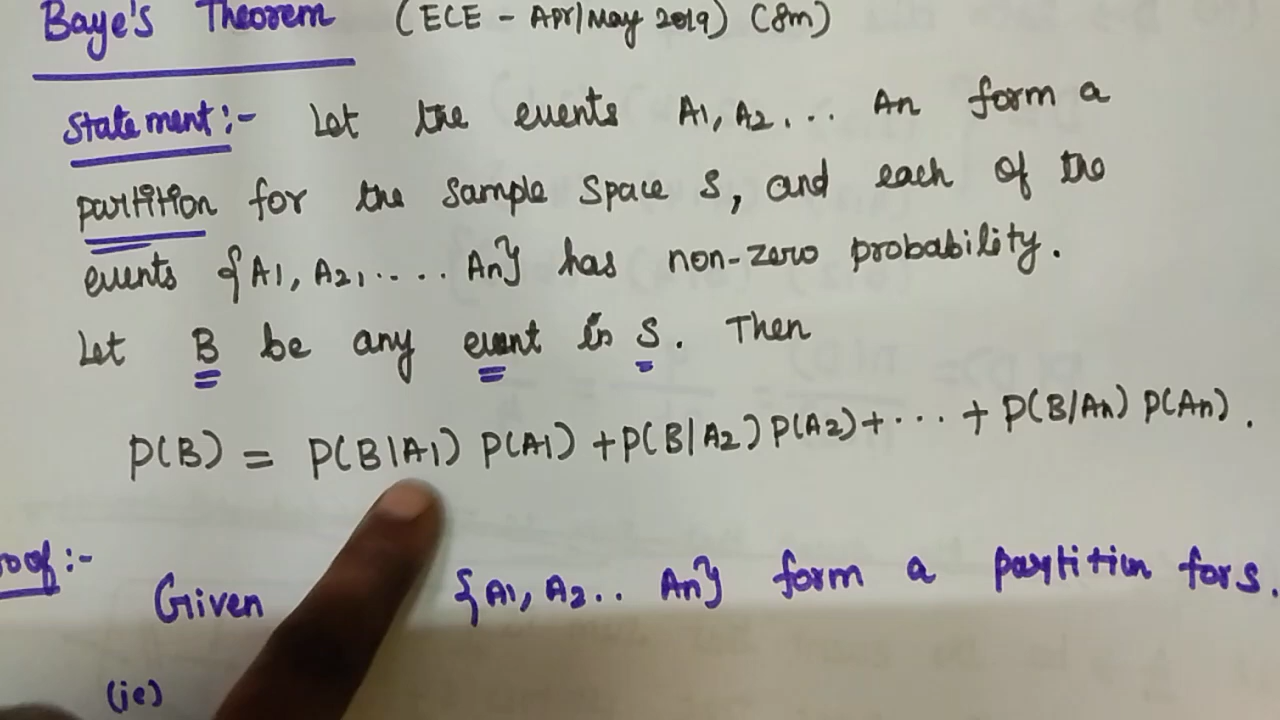 Baye's Theorem (ECE - Apr/May 2019) (8m)
Statement:- Let the events A1, A2... An form a
partition for the sample space S, and each of the
events {A1, A2,..... An} has non-zero probability.
Let B be any event in S. Then
P(B) = P(B|A1) P(A1) + P(B|A2) P(A2) + ... + P(B/An) P(An).
oof:-
Given {A1, A2.. An} form a partition for S.
(ie)